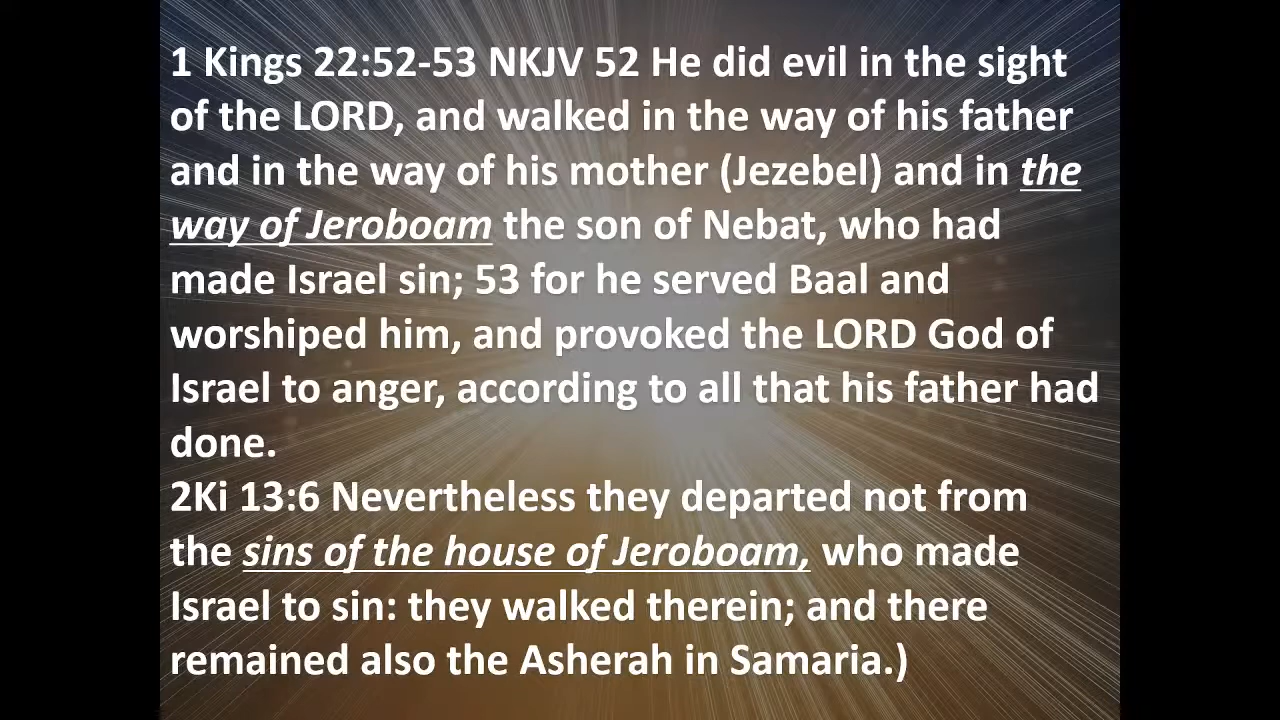 1 Kings 22:52-53 NKJV 52 He did evil in the sight
of the LORD, and walked in the way of his father
and in the way of his mother (Jezebel) and in the
way of Jeroboam the son of Nebat, who had
made Israel sin; 53 for he served Baal and
worshiped him, and provoked the LORD God of
Israel to anger, according to all that his father had
done.
2Ki 13:6 Nevertheless they departed not from
the sins of the house of Jeroboam, who made
Israel to sin: they walked therein; and there
remained also the Asherah in Samaria.)